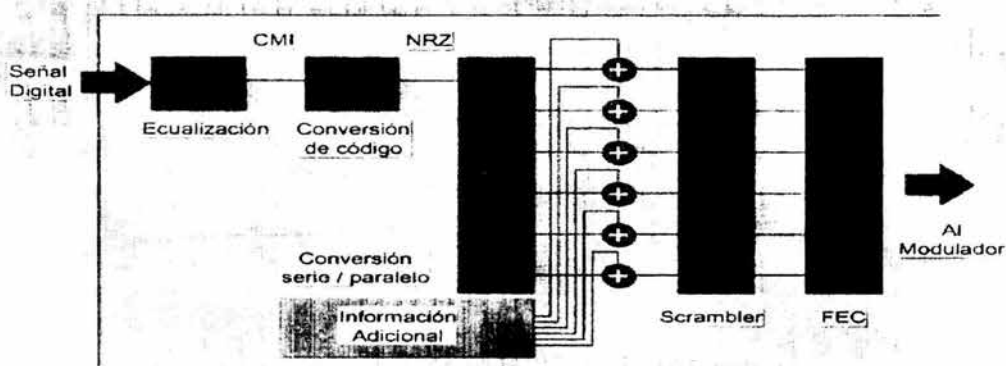 CMI
NRZ
Señal
Digital
Ecualización
Conversión
de código
Conversión
serie / paralelo
Información
Adicional
Scrambler
FEC
Al
Modulador